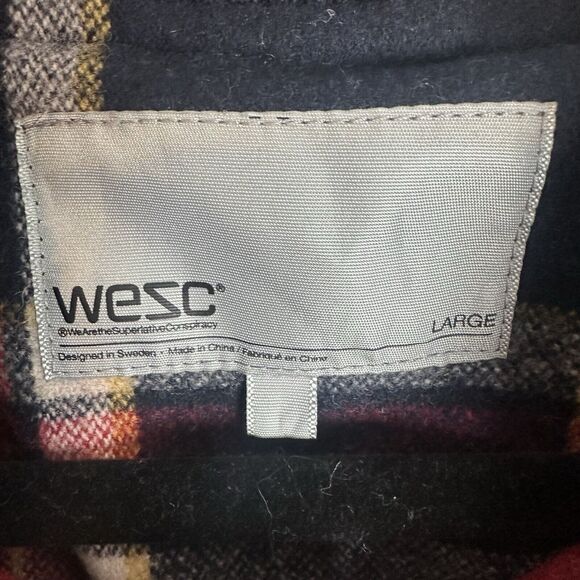 wesc®
®WeAretheSuperlativeConspiracy
LARGE
Designed in Sweden · Made in China / Fabriqué en Chine